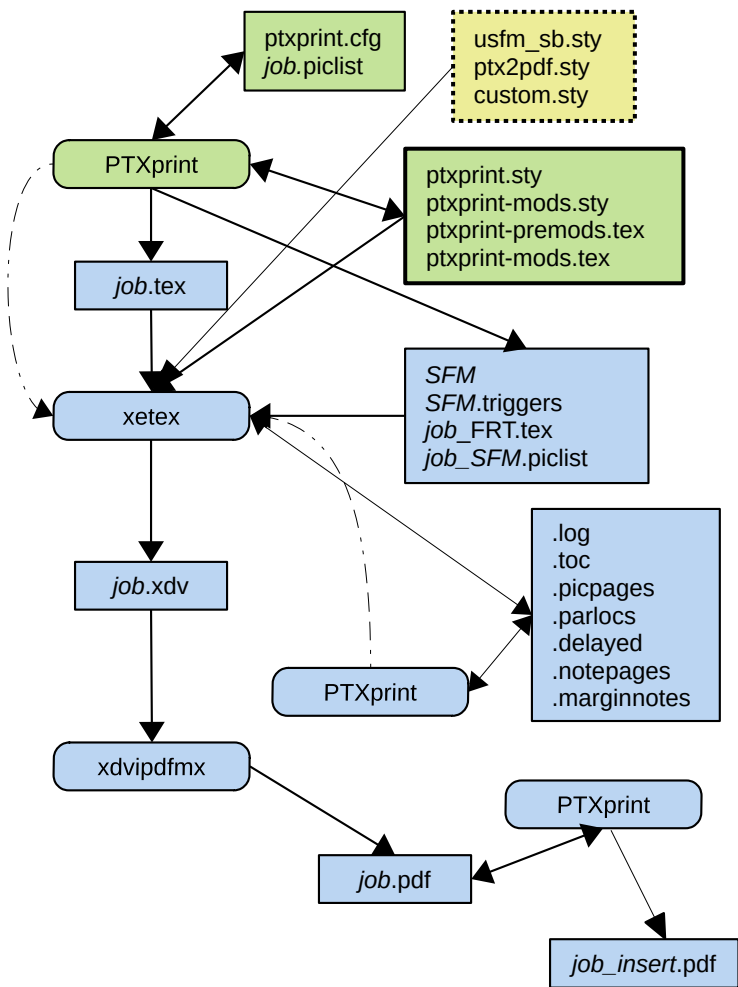 ptxprint.cfg
job.piclist
usfm_sb.sty
ptx2pdf.sty
custom.sty
PTXprint
ptxprint.sty
ptxprint-mods.sty
ptxprint-premods.tex
ptxprint-mods.tex
job.tex
xetex
SFM
SFM.triggers
job_FRT.tex
job_SFM.piclist
.log
.toc
.picpages
.parlocs
.delayed
.notepages
.marginnotes
job.xdv
PTXprint
xdvipdfmx
PTXprint
job.pdf
job_insert.pdf